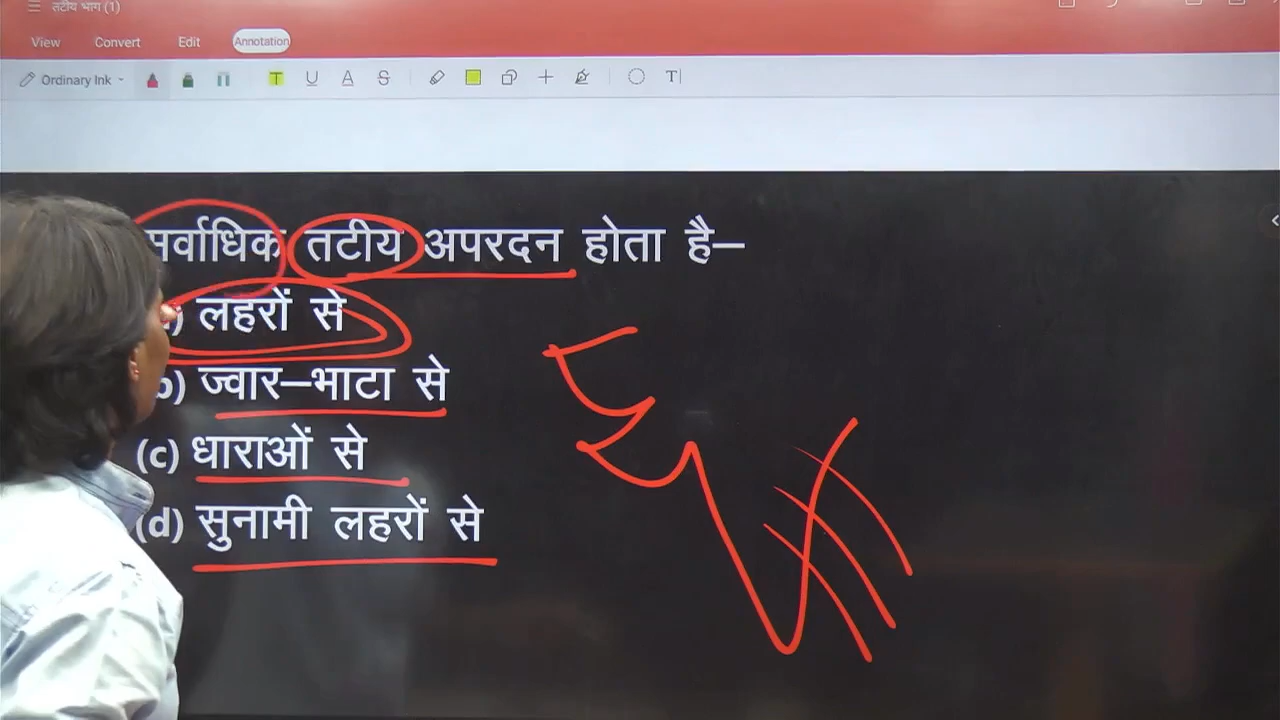 तटीय भाग (1)
View Convert Edit Annotation
Ordinary Ink T U A S T
सर्वाधिक तटीय अपरदन होता है–
लहरों से
(b) ज्वार–भाटा से
(c) धाराओं से
(d) सुनामी लहरों से